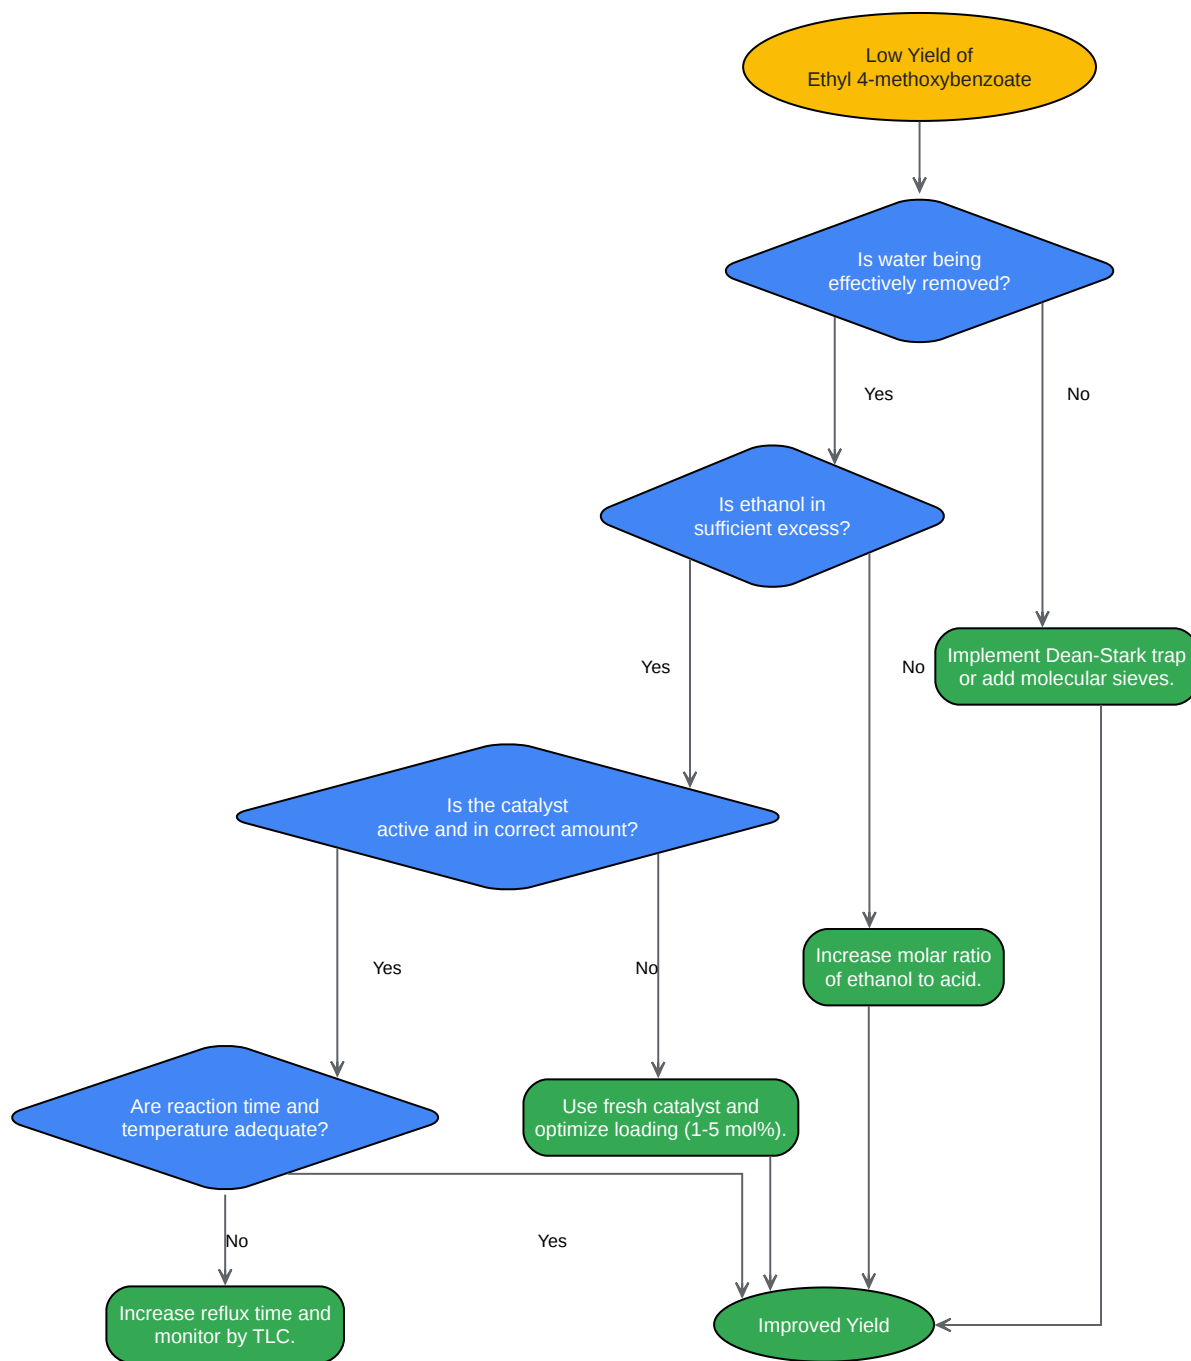 Low Yield of
Ethyl 4-methoxybenzoate
Is water being
effectively removed?
Yes
No
Is ethanol in
sufficient excess?
Yes
No
Implement Dean-Stark trap
or add molecular sieves.
Is the catalyst
active and in correct amount?
Yes
No
Increase molar ratio
of ethanol to acid.
Are reaction time and
temperature adequate?
Use fresh catalyst and
optimize loading (1-5 mol%).
No
Yes
Increase reflux time and
monitor by TLC.
Improved Yield